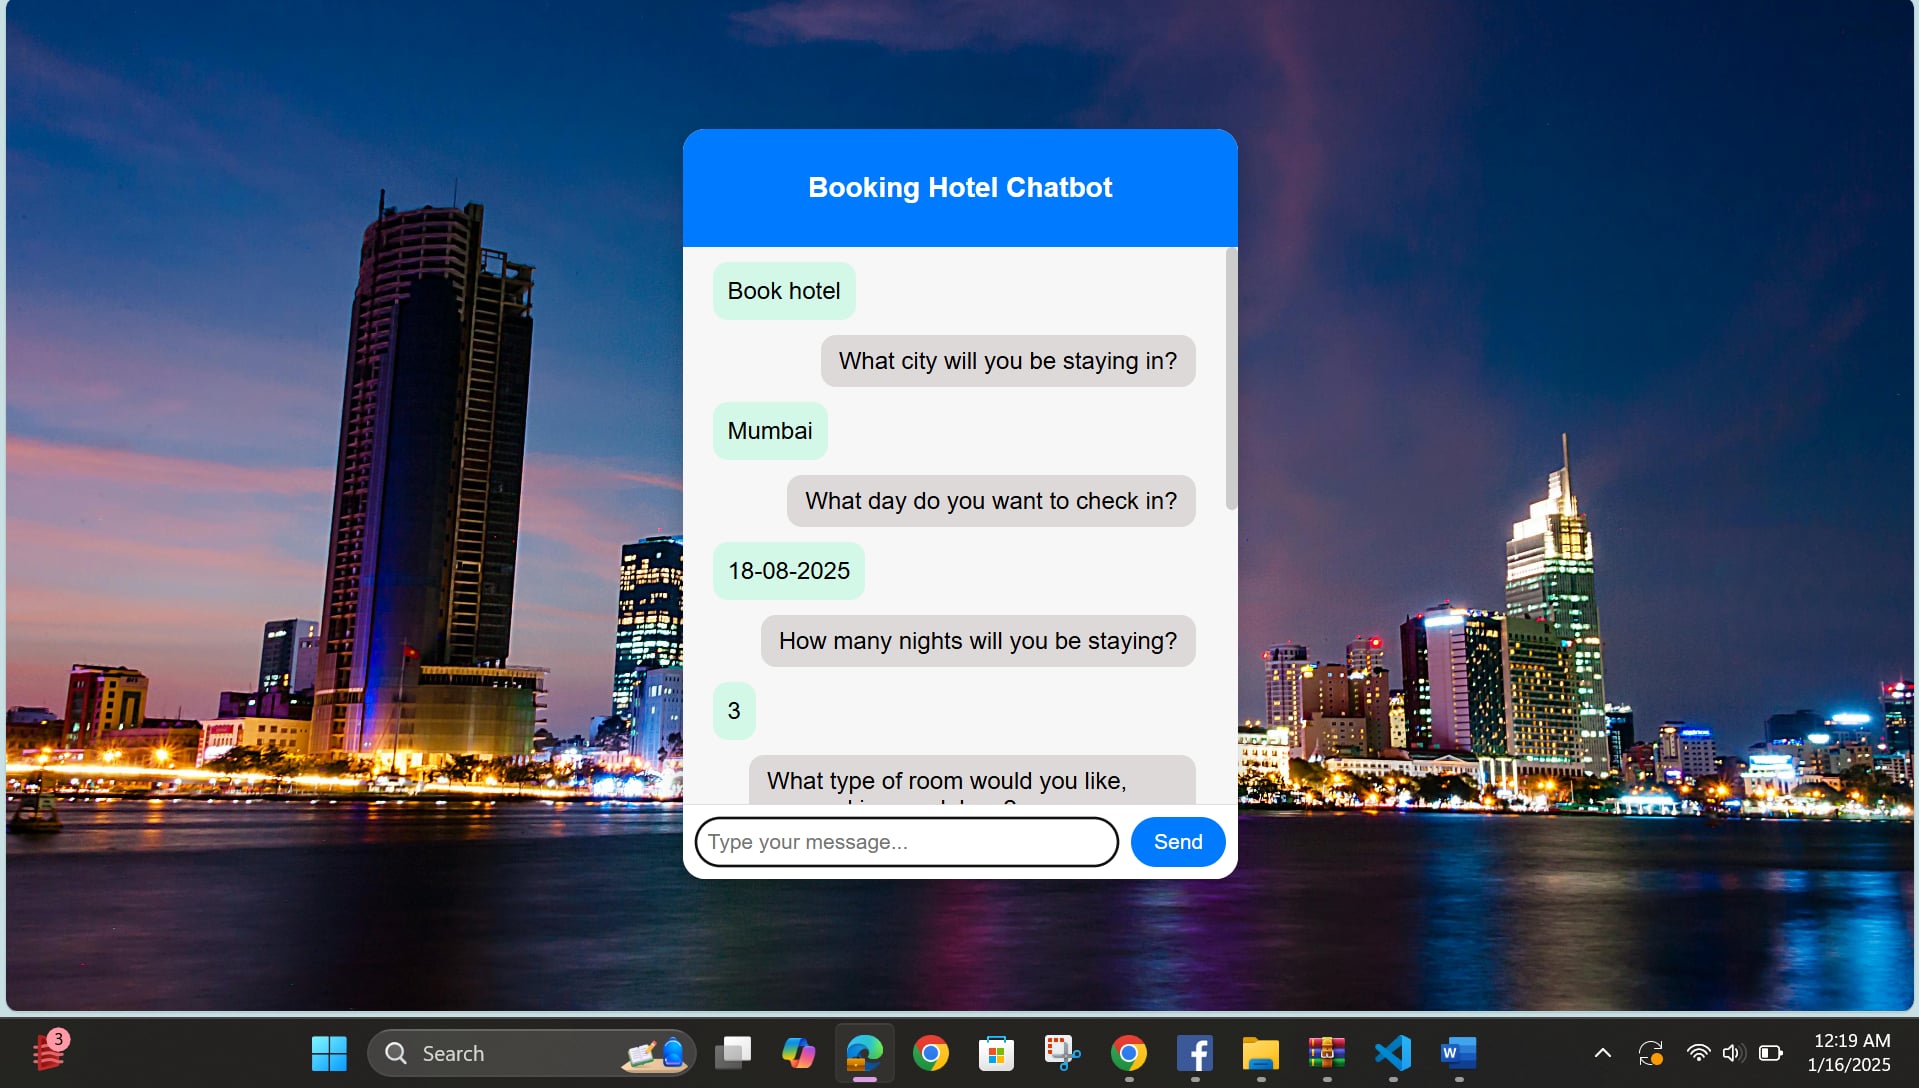 Booking Hotel Chatbot
Book hotel
What city will you be staying in?
Mumbai
What day do you want to check in?
18-08-2025
How many nights will you be staying?
3
What type of room would you like,
Type your message...
Send
3
Search
W
12:19 AM
1/16/2025